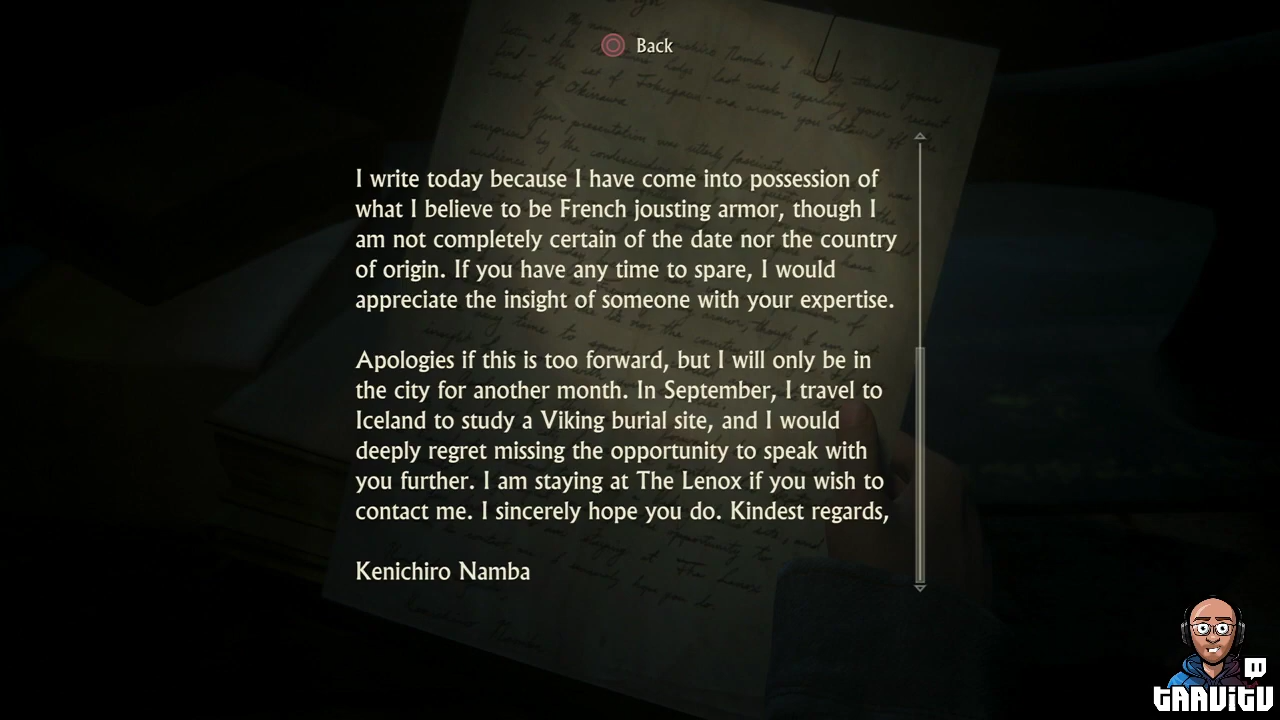 Back
I write today because I have come into possession of
what I believe to be French jousting armor, though I
am not completely certain of the date nor the country
of origin. If you have any time to spare, I would
appreciate the insight of someone with your expertise.
Apologies if this is too forward, but I will only be in
the city for another month. In September, I travel to
Iceland to study a Viking burial site, and I would
deeply regret missing the opportunity to speak with
you further. I am staying at The Lenox if you wish to
contact me. I sincerely hope you do. Kindest regards,
Kenichiro Namba
tAAViTV